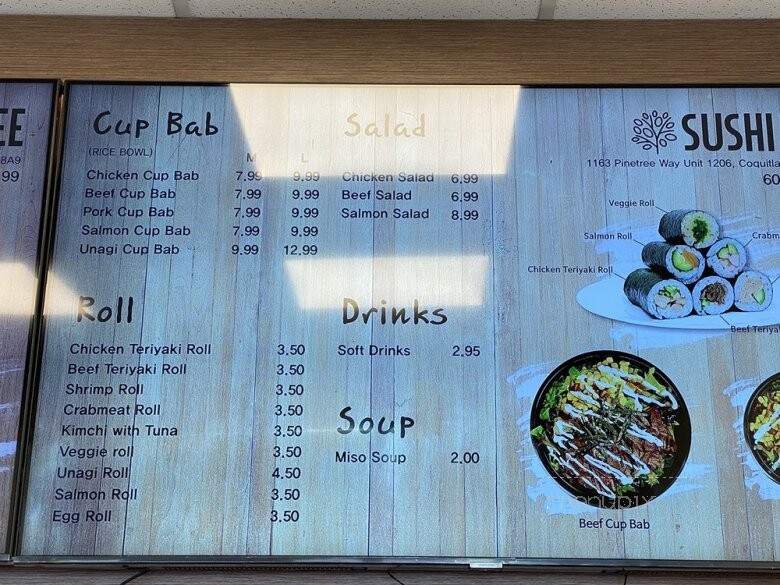 EE
8A9
99
Cup Bab
(RICE BOWL)
M L
Chicken Cup Bab 7.99 9.99
Beef Cup Bab 7.99 9.99
Pork Cup Bab 7.99 9.99
Salmon Cup Bab 7.99 9.99
Unagi Cup Bab 9.99 12.99
Roll
Chicken Teriyaki Roll 3.50
Beef Teriyaki Roll 3.50
Shrimp Roll 3.50
Crabmeat Roll 3.50
Kimchi with Tuna 3.50
Veggie roll 3.50
Unagi Roll 4.50
Salmon Roll 3.50
Egg Roll 3.50
Salad
Chicken Salad 6.99
Beef Salad 6.99
Salmon Salad 8.99
Drinks
Soft Drinks 2.95
Soup
Miso Soup 2.00
SUSHI
1163 Pinetree Way Unit 1206, Coquitla
60
Veggie Roll
Salmon Roll
Crabm
Chicken Teriyaki Roll
Beef Teriya
Beef Cup Bab